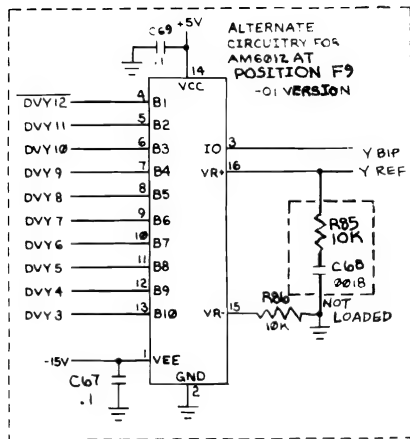 +5V
C69
.1
ALTERNATE
CIRCUITRY FOR
AM6012 AT
POSITION F9
-01 VERSION
14
VCC
DVY12 4 B1
DVY11 5 B2
DVY10 6 B3
DVY9 7 B4
DVY8 8 B5
DVY7 9 B6
DVY6 10 B7
DVY5 11 B8
DVY4 12 B9
DVY3 13 B10
IO 3 Y BIP
VR+ 16 Y REF
R85
10K
C68
.0018
NOT
LOADED
VR- 15 R86
10K
-15V 1 VEE
C67
.1
GND
2